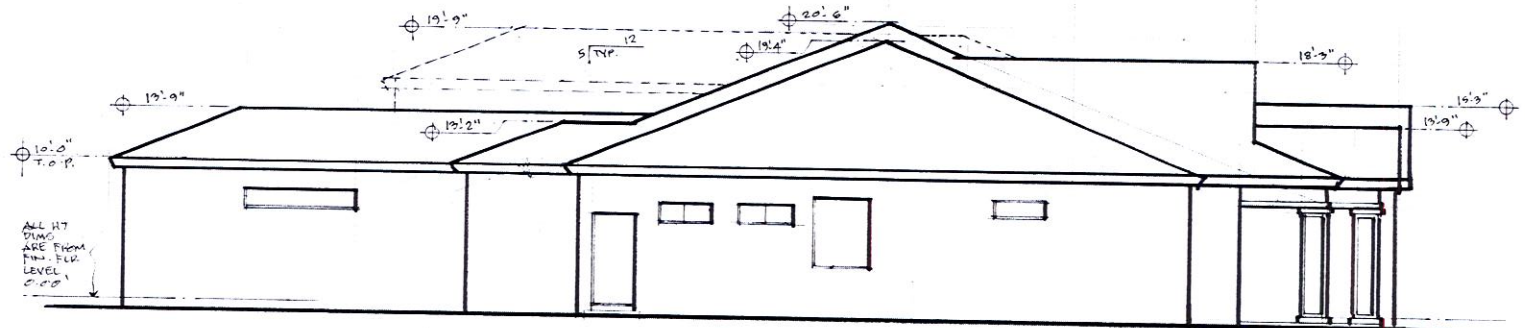 19'-9"
20'-6"
12
5 TYP.
19'-4"
18'-3"
13'-9"
13'-2"
15'-3"
13'-9"
10'-0"
T.O.P.
ALL HT
DIMS
ARE FROM
FIN. FLR
LEVEL
0'-0"